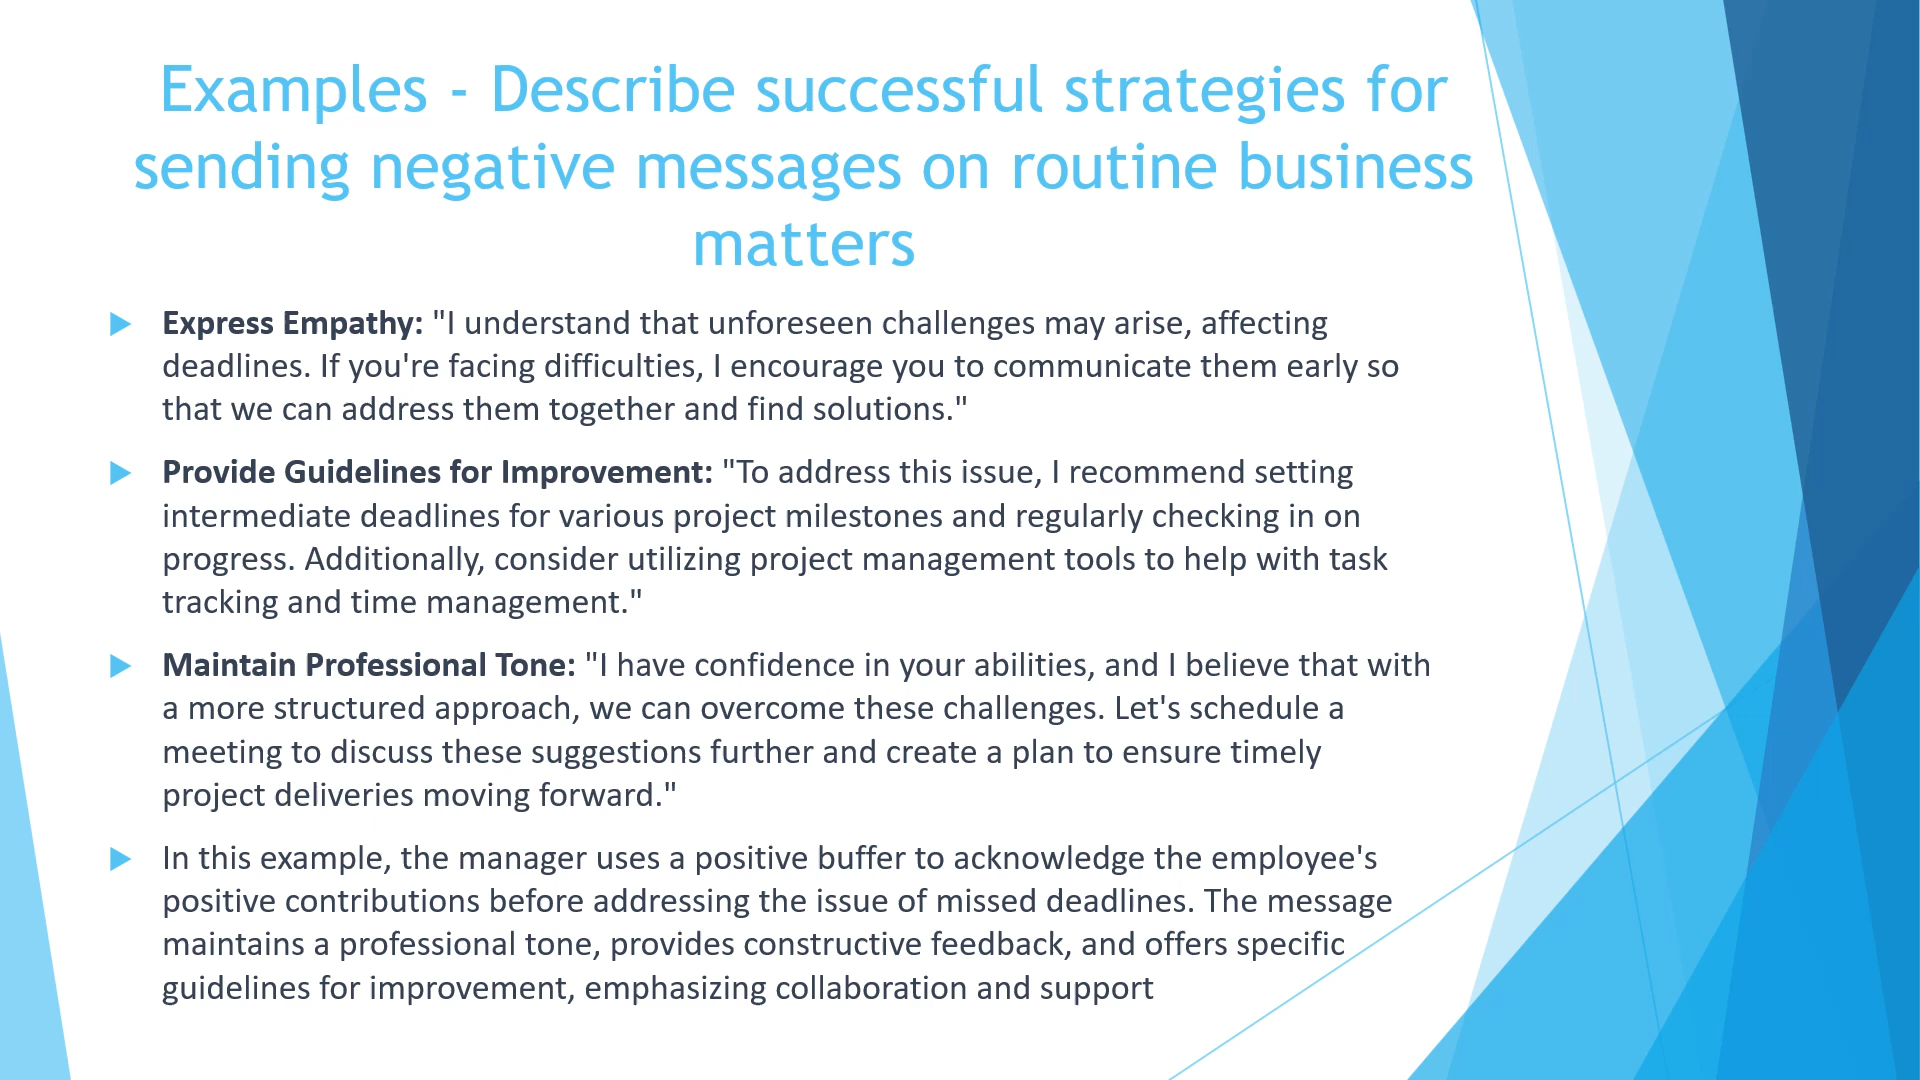 Examples - Describe successful strategies for
sending negative messages on routine business
matters
Express Empathy: "I understand that unforeseen challenges may arise, affecting
deadlines. If you're facing difficulties, I encourage you to communicate them early so
that we can address them together and find solutions."
Provide Guidelines for Improvement: "To address this issue, I recommend setting
intermediate deadlines for various project milestones and regularly checking in on
progress. Additionally, consider utilizing project management tools to help with task
tracking and time management."
Maintain Professional Tone: "I have confidence in your abilities, and I believe that with
a more structured approach, we can overcome these challenges. Let's schedule a
meeting to discuss these suggestions further and create a plan to ensure timely
project deliveries moving forward."
In this example, the manager uses a positive buffer to acknowledge the employee's
positive contributions before addressing the issue of missed deadlines. The message
maintains a professional tone, provides constructive feedback, and offers specific
guidelines for improvement, emphasizing collaboration and support